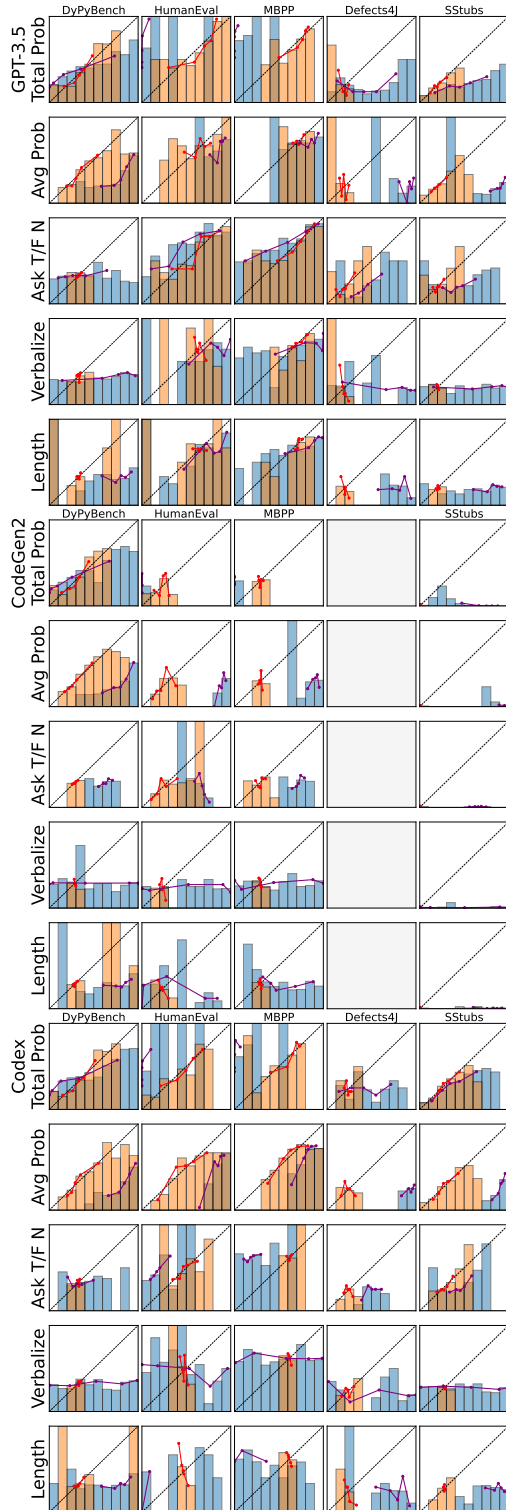 DyPyBench HumanEval MBPP Defects4J SStubs
GPT-3.5
Total Prob
Avg Prob
Ask T/F N
Verbalize
Length
DyPyBench HumanEval MBPP SStubs
CodeGen2
Total Prob
Avg Prob
Ask T/F N
Verbalize
Length
DyPyBench HumanEval MBPP Defects4J SStubs
Codex
Total Prob
Avg Prob
Ask T/F N
Verbalize
Length